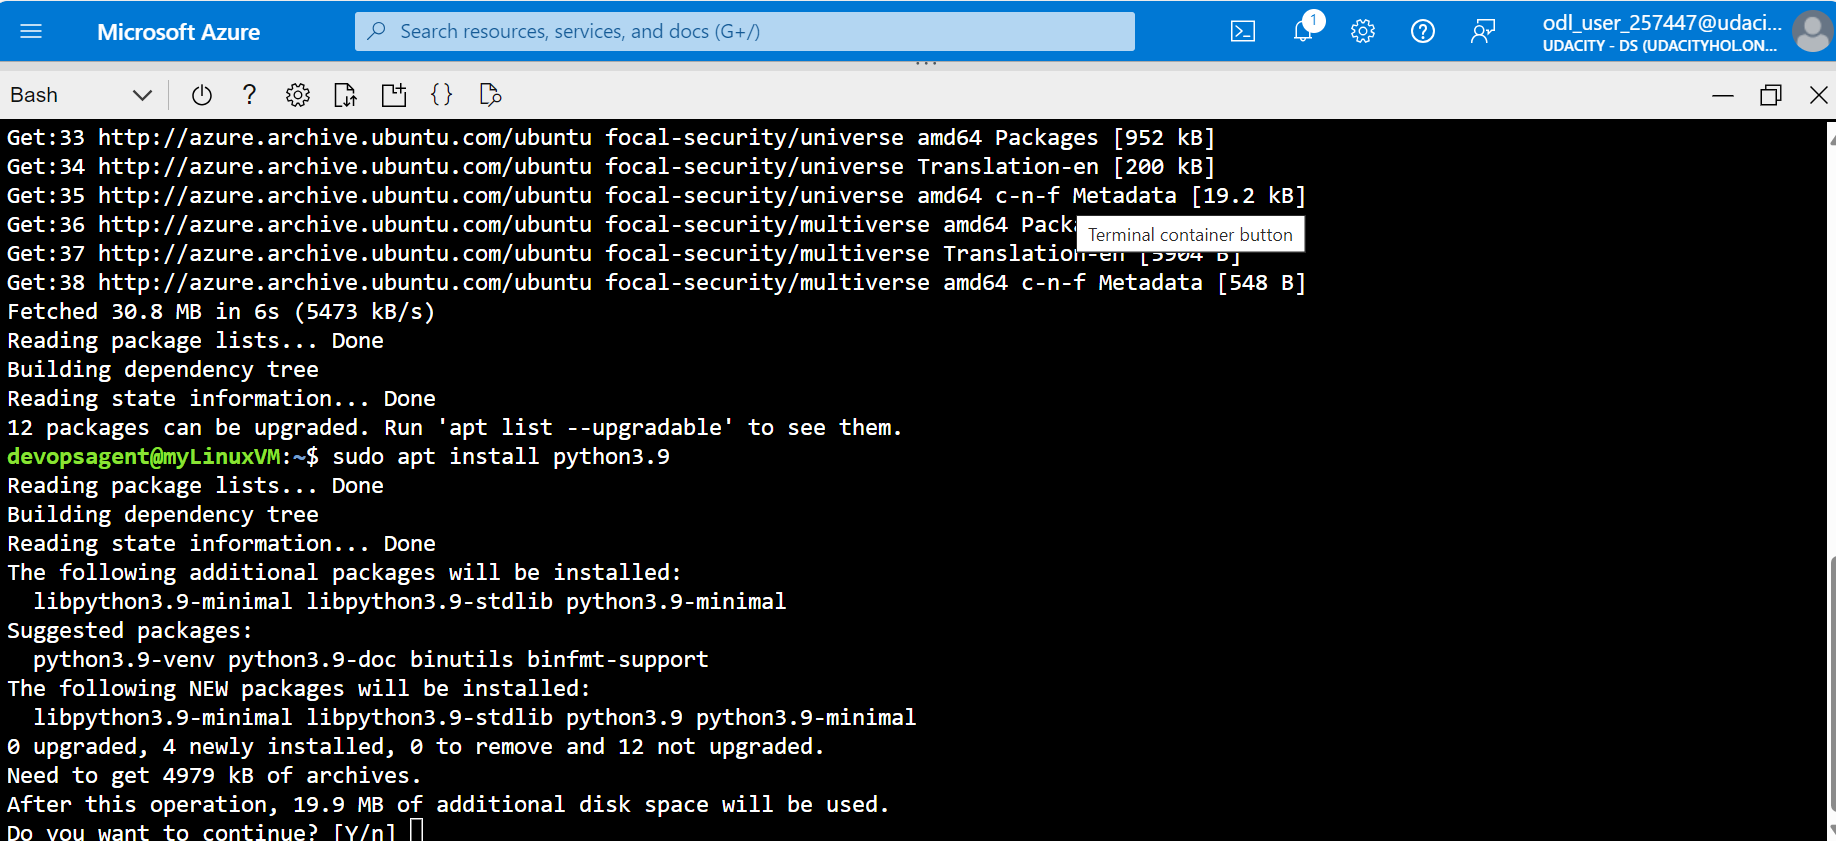 Microsoft Azure
Search resources, services, and docs (G+/)
1
odl_user_257447@udaci...
UDACITY - DS (UDACITYHOL.ON...
Bash
Get:33 http://azure.archive.ubuntu.com/ubuntu focal-security/universe amd64 Packages [952 kB]
Get:34 http://azure.archive.ubuntu.com/ubuntu focal-security/universe Translation-en [200 kB]
Get:35 http://azure.archive.ubuntu.com/ubuntu focal-security/universe amd64 c-n-f Metadata [19.2 kB]
Get:36 http://azure.archive.ubuntu.com/ubuntu focal-security/multiverse amd64 Packa
Terminal container button
Get:37 http://azure.archive.ubuntu.com/ubuntu focal-security/multiverse Translation-en [5904 B]
Get:38 http://azure.archive.ubuntu.com/ubuntu focal-security/multiverse amd64 c-n-f Metadata [548 B]
Fetched 30.8 MB in 6s (5473 kB/s)
Reading package lists... Done
Building dependency tree
Reading state information... Done
12 packages can be upgraded. Run 'apt list --upgradable' to see them.
devopsagent@myLinuxVM:~$ sudo apt install python3.9
Reading package lists... Done
Building dependency tree
Reading state information... Done
The following additional packages will be installed:
  libpython3.9-minimal libpython3.9-stdlib python3.9-minimal
Suggested packages:
  python3.9-venv python3.9-doc binutils binfmt-support
The following NEW packages will be installed:
  libpython3.9-minimal libpython3.9-stdlib python3.9 python3.9-minimal
0 upgraded, 4 newly installed, 0 to remove and 12 not upgraded.
Need to get 4979 kB of archives.
After this operation, 19.9 MB of additional disk space will be used.
Do you want to continue? [Y/n]